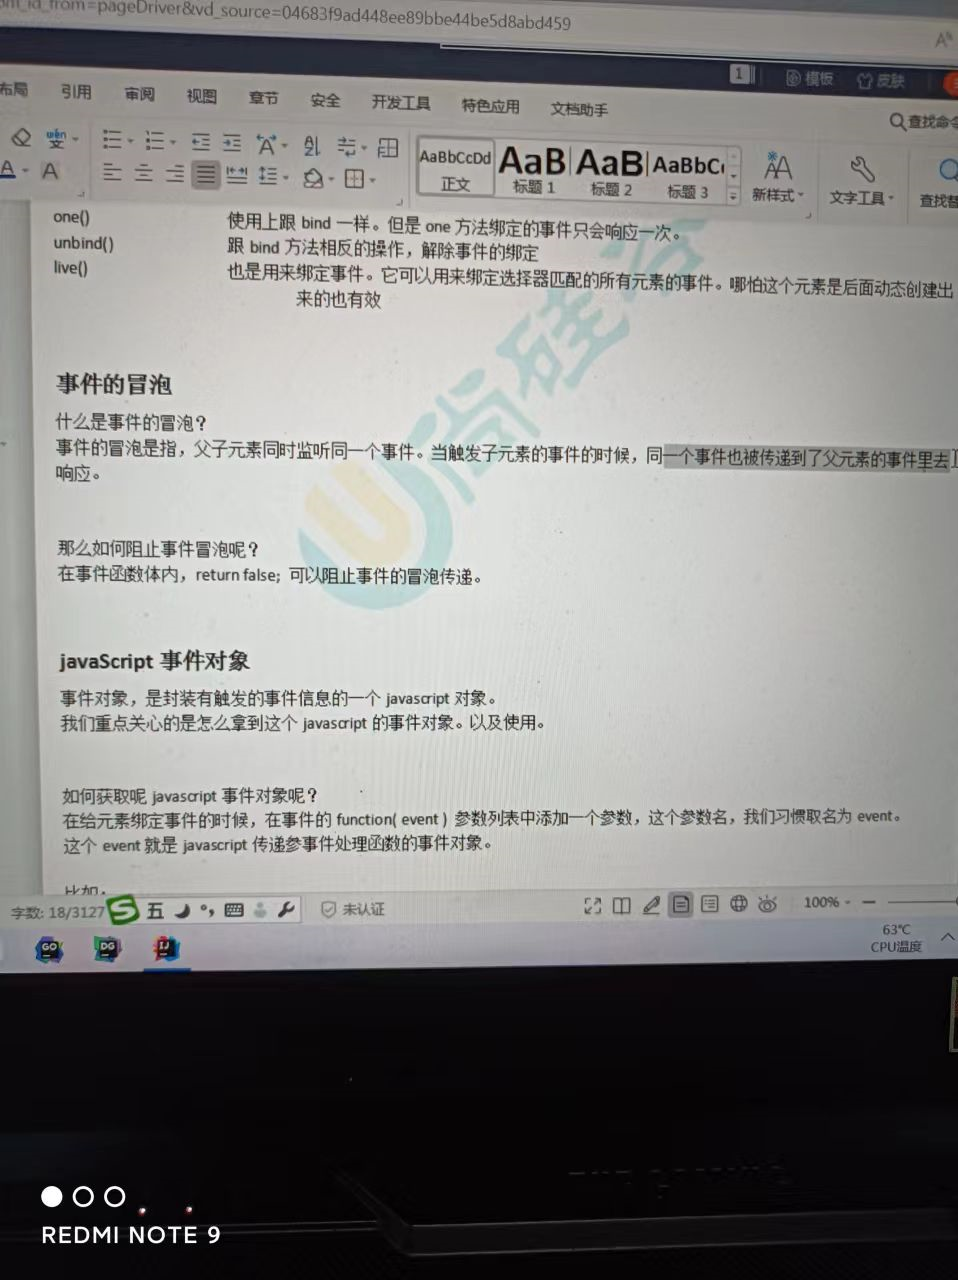 om_id_from=pageDriver&vd_source=04683f9ad448ee89bbe44be5d8abd459
1 模板 皮肤
布局 引用 审阅 视图 章节 安全 开发工具 特色应用 文档助手
查找命令
AaBbCcDd AaB AaB AaBbC
正文 标题 1 标题 2 标题 3 新样式 文字工具 查找替
one() 使用上跟 bind 一样。但是 one 方法绑定的事件只会响应一次。
unbind() 跟 bind 方法相反的操作，解除事件的绑定
live() 也是用来绑定事件。它可以用来绑定选择器匹配的所有元素的事件。哪怕这个元素是后面动态创建出
来的也有效
事件的冒泡
什么是事件的冒泡？
事件的冒泡是指，父子元素同时监听同一个事件。当触发子元素的事件的时候，同一个事件也被传递到了父元素的事件里去
响应。
那么如何阻止事件冒泡呢？
在事件函数体内，return false; 可以阻止事件的冒泡传递。
javaScript 事件对象
事件对象，是封装有触发的事件信息的一个 javascript 对象。
我们重点关心的是怎么拿到这个 javascript 的事件对象。以及使用。
如何获取呢 javascript 事件对象呢？
在给元素绑定事件的时候，在事件的 function( event ) 参数列表中添加一个参数，这个参数名，我们习惯取名为 event。
这个 event 就是 javascript 传递参事件处理函数的事件对象。
比如：
尚硅谷
字数: 18/3127 五 未认证 100%
GO DG IJ
63℃
CPU温度
REDMI NOTE 9